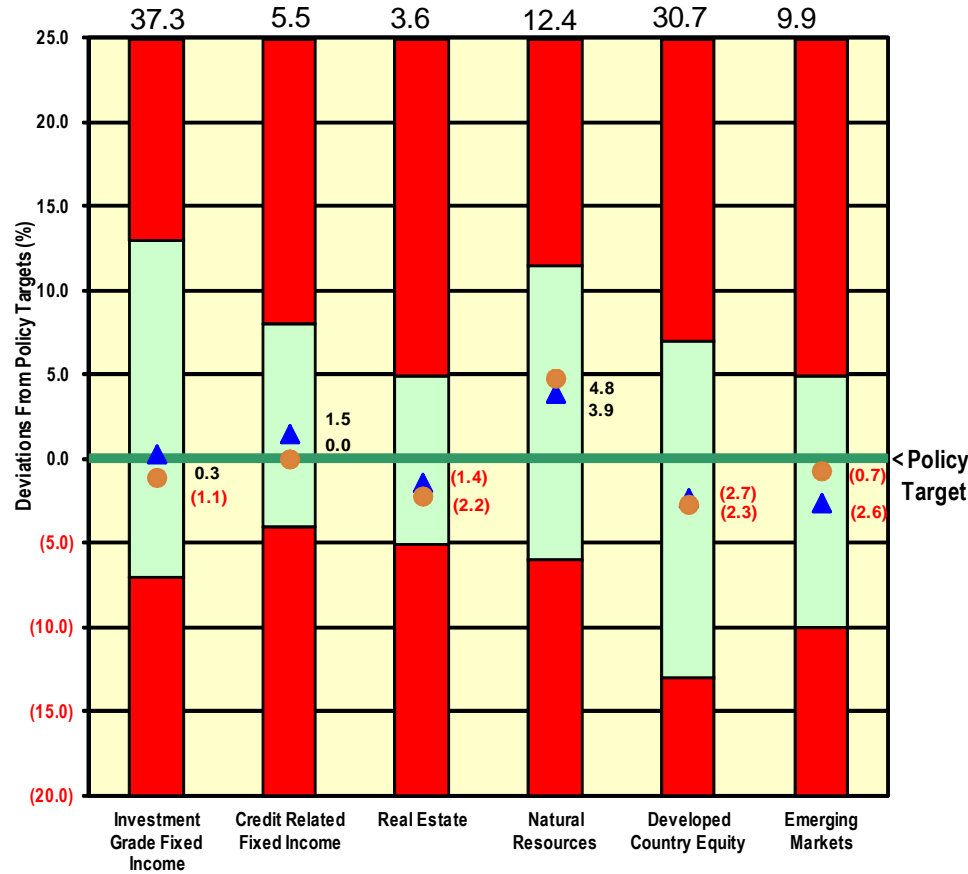 37.3 5.5 3.6 12.4 30.7 9.9
Deviations From Policy Targets (%)
25.0
20.0
15.0
10.0
5.0
0.0
(5.0)
(10.0)
(15.0)
(20.0)
0.3
(1.1)
1.5
0.0
(1.4)
(2.2)
4.8
3.9
(2.7)
(2.3)
(0.7)
(2.6)
< Policy
Target
Investment
Grade Fixed
Income
Credit Related
Fixed Income
Real Estate
Natural
Resources
Developed
Country Equity
Emerging
Markets